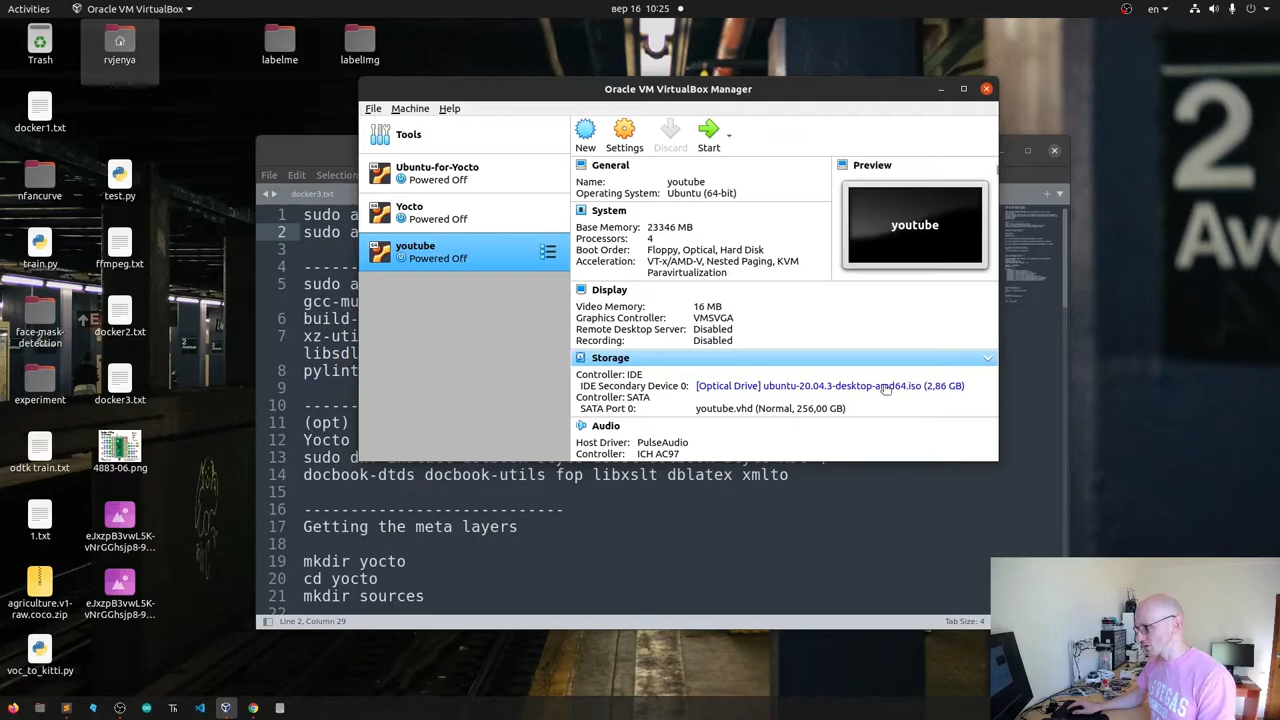 Activities
Oracle VM VirtualBox
вер 16 10:25
en
Trash
rvjenya
labelme
labelImg
docker1.txt
nfancurve
test.py
train.py
ffmpeg.txt
face-mask-detection
docker2.txt
experiment
docker3.txt
odtk train.txt
4883-06.png
1.txt
eJxzpB3vwL5K-vNrGGhsjp8-9…
agriculture.v1-raw.coco.zip
eJxzpB3vwL5K-vNrGGhsjp8-9…
voc_to_kitti.py
Oracle VM VirtualBox Manager
File Machine Help
Tools
New Settings Discard Start
Ubuntu-for-Yocto
Powered Off
Yocto
Powered Off
youtube
Powered Off
General
Name: youtube
Operating System: Ubuntu (64-bit)
System
Base Memory: 23346 MB
Processors: 4
Boot Order: Floppy, Optical, Hard Disk
Acceleration: VT-x/AMD-V, Nested Paging, KVM
Paravirtualization
Display
Video Memory: 16 MB
Graphics Controller: VMSVGA
Remote Desktop Server: Disabled
Recording: Disabled
Storage
Controller: IDE
IDE Secondary Device 0: [Optical Drive] ubuntu-20.04.3-desktop-amd64.iso (2,86 GB)
Controller: SATA
SATA Port 0: youtube.vhd (Normal, 256,00 GB)
Audio
Host Driver: PulseAudio
Controller: ICH AC97
Preview
youtube
File Edit Selection
docker3.txt
1 sudo a
2 sudo a
3
4 ------
5 sudo a
gcc-mu
6 build-
7 xz-uti
libsdl
8 pylint
9
10 ------
11 (opt)
12 Yocto
13 sudo
14 docbook-dtds docbook-utils fop libxslt dblatex xmlto
15
16 ----------------------------
17 Getting the meta layers
18
19 mkdir yocto
20 cd yocto
21 mkdir sources
22
Line 2, Column 29
Tab Size: 4